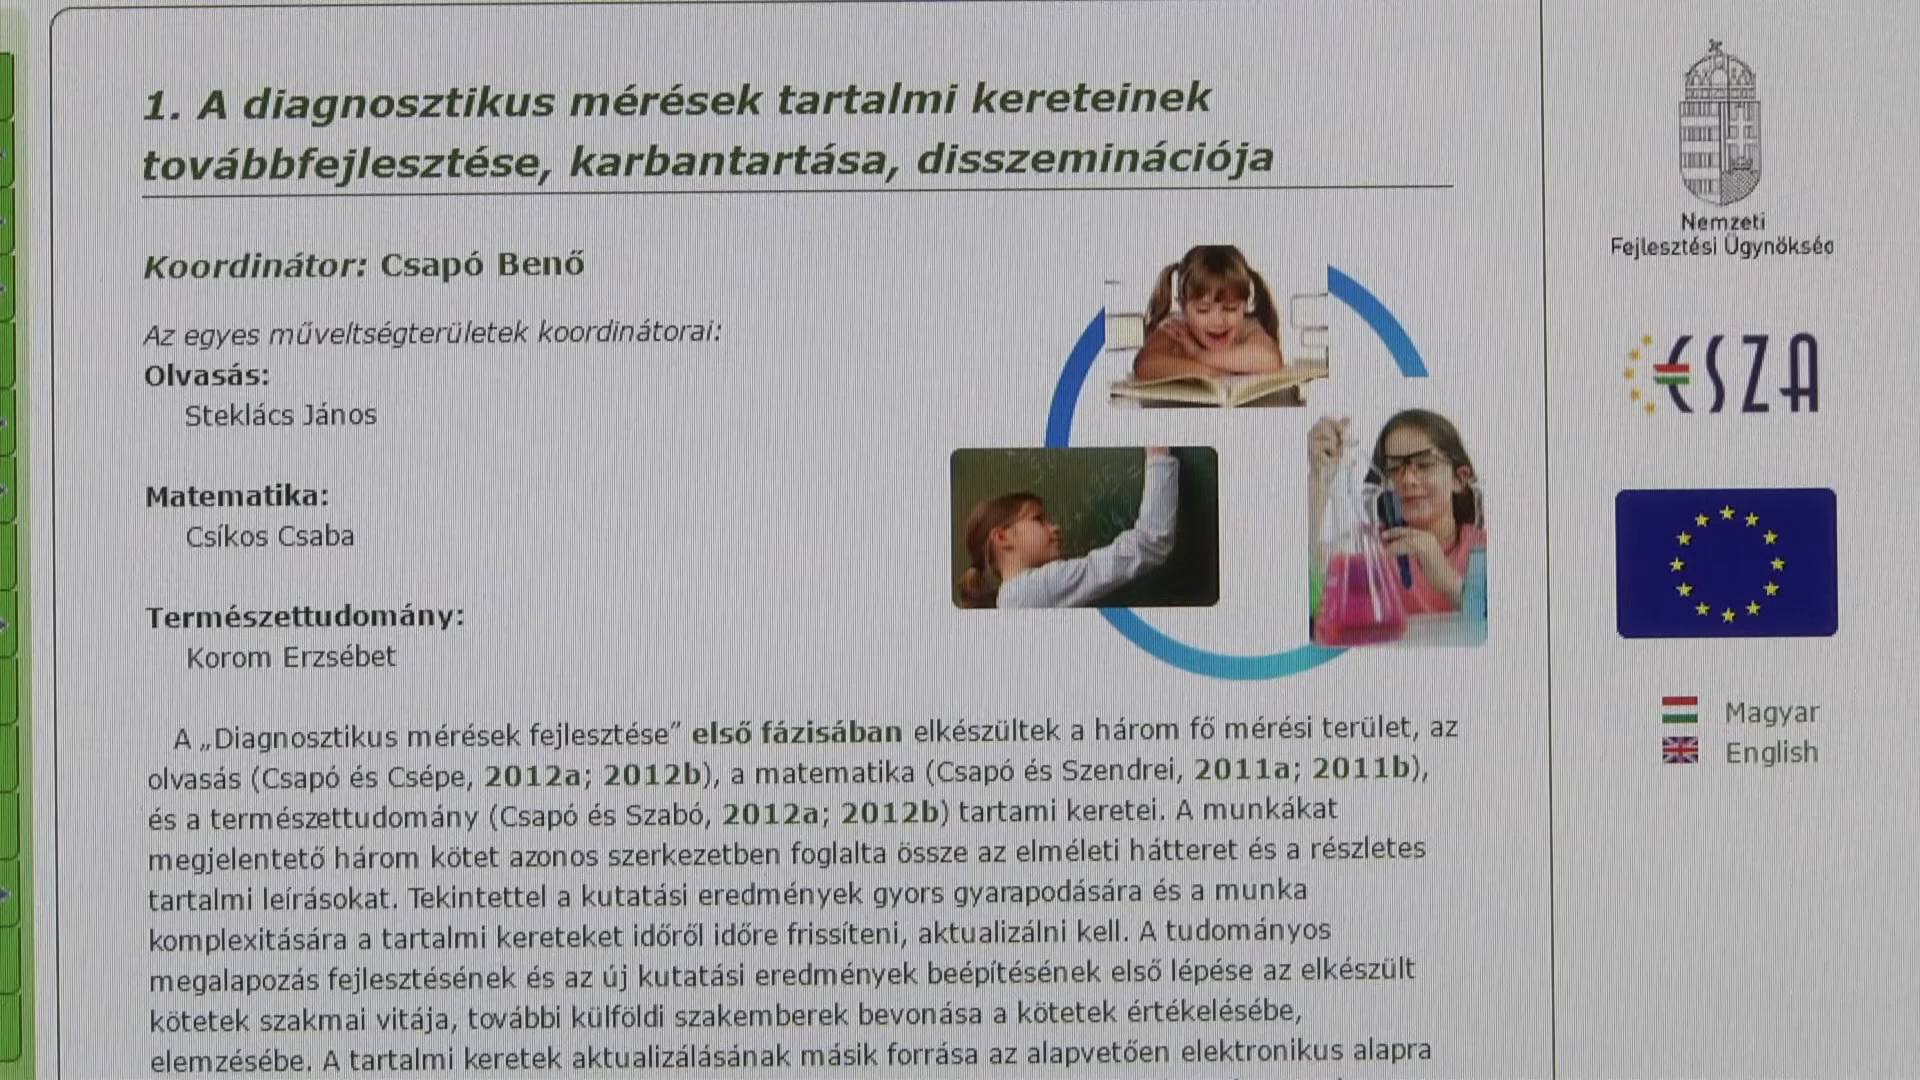 1. A diagnosztikus mérések tartalmi kereteinek
továbbfejlesztése, karbantartása, disszeminációja
Koordinátor: Csapó Benő
Az egyes műveltségterületek koordinátorai:
Olvasás:
Steklács János
Matematika:
Csíkos Csaba
Természettudomány:
Korom Erzsébet
A „Diagnosztikus mérések fejlesztése” első fázisában elkészültek a három fő mérési terület, az
olvasás (Csapó és Csépe, 2012a; 2012b), a matematika (Csapó és Szendrei, 2011a; 2011b),
és a természettudomány (Csapó és Szabó, 2012a; 2012b) tartami keretei. A munkákat
megjelentető három kötet azonos szerkezetben foglalta össze az elméleti hátteret és a részletes
tartalmi leírásokat. Tekintettel a kutatási eredmények gyors gyarapodására és a munka
komplexitására a tartalmi kereteket időről időre frissíteni, aktualizálni kell. A tudományos
megalapozás fejlesztésének és az új kutatási eredmények beépítésének első lépése az elkészült
kötetek szakmai vitája, további külföldi szakemberek bevonása a kötetek értékelésébe,
elemzésébe. A tartalmi keretek aktualizálásának másik forrása az alapvetően elektronikus alapra
Nemzeti
Fejlesztési Ügynökség
ESZA
Magyar
English